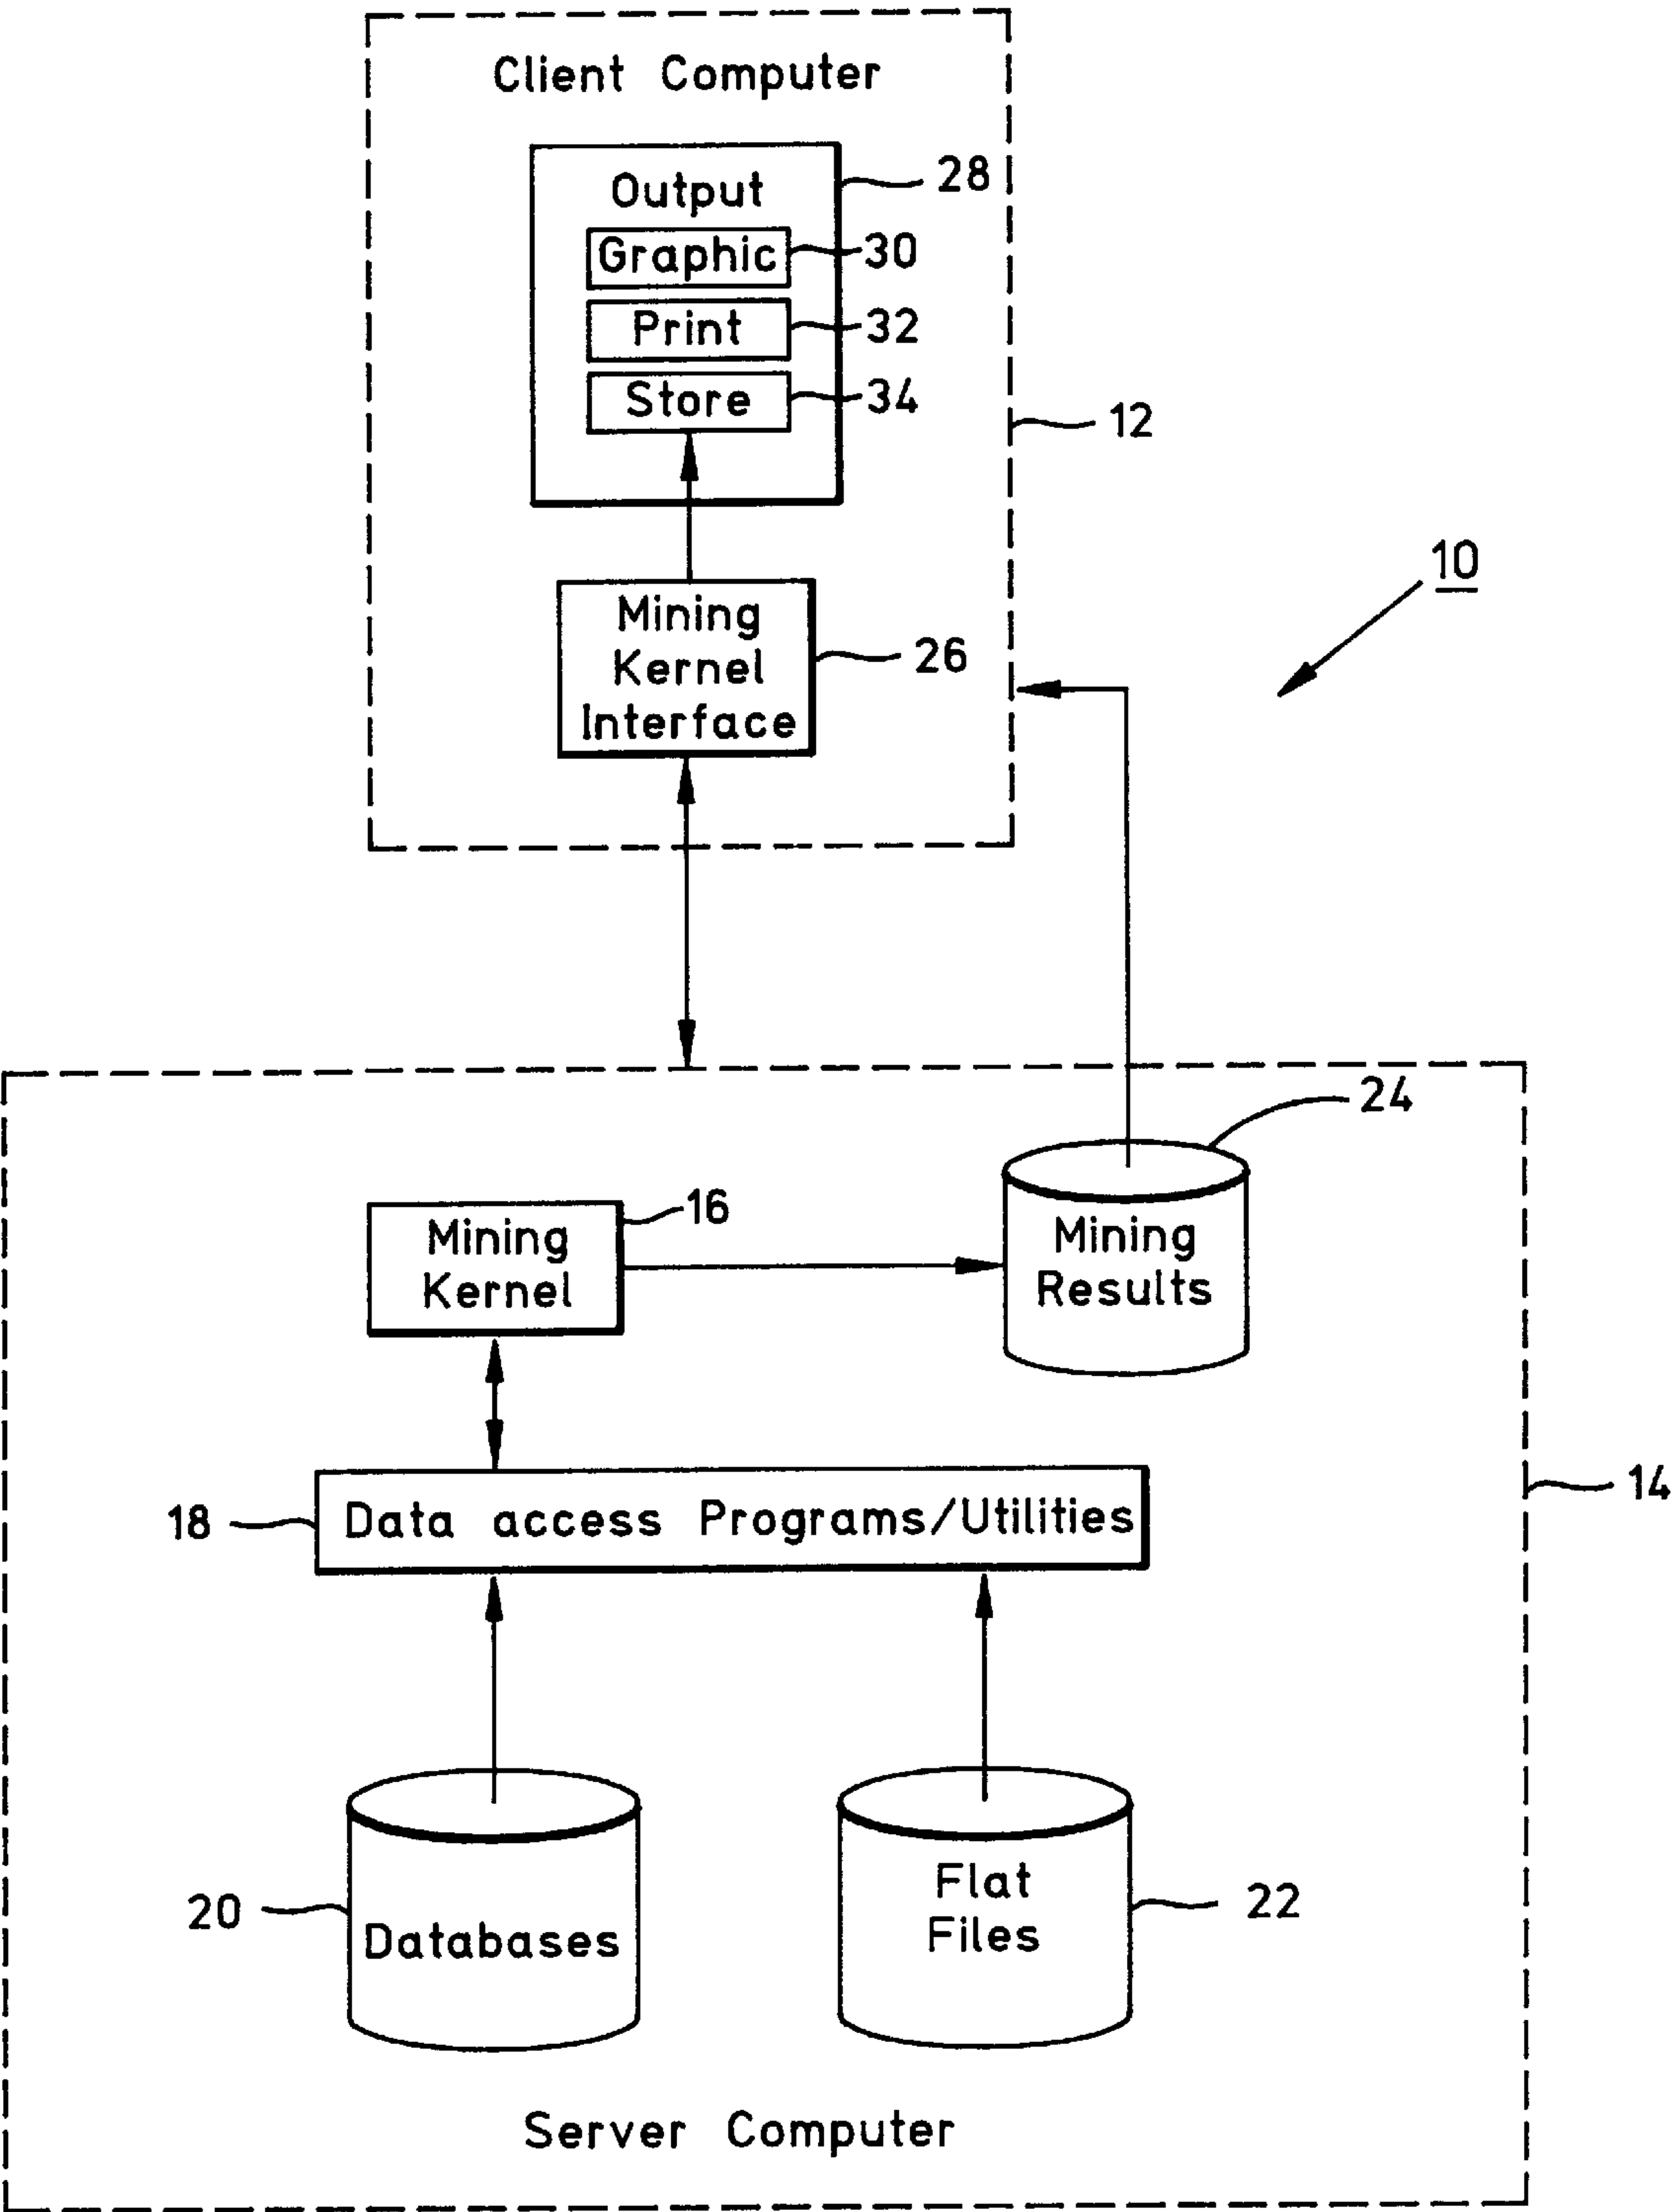 Client Computer
Output
28
Graphic
30
Print
32
Store
34
12
10
Mining
Kernel
Interface
26
24
16
Mining
Kernel
Mining
Results
14
18
Data access Programs/Utilities
20
Databases
Flat
Files
22
Server Computer